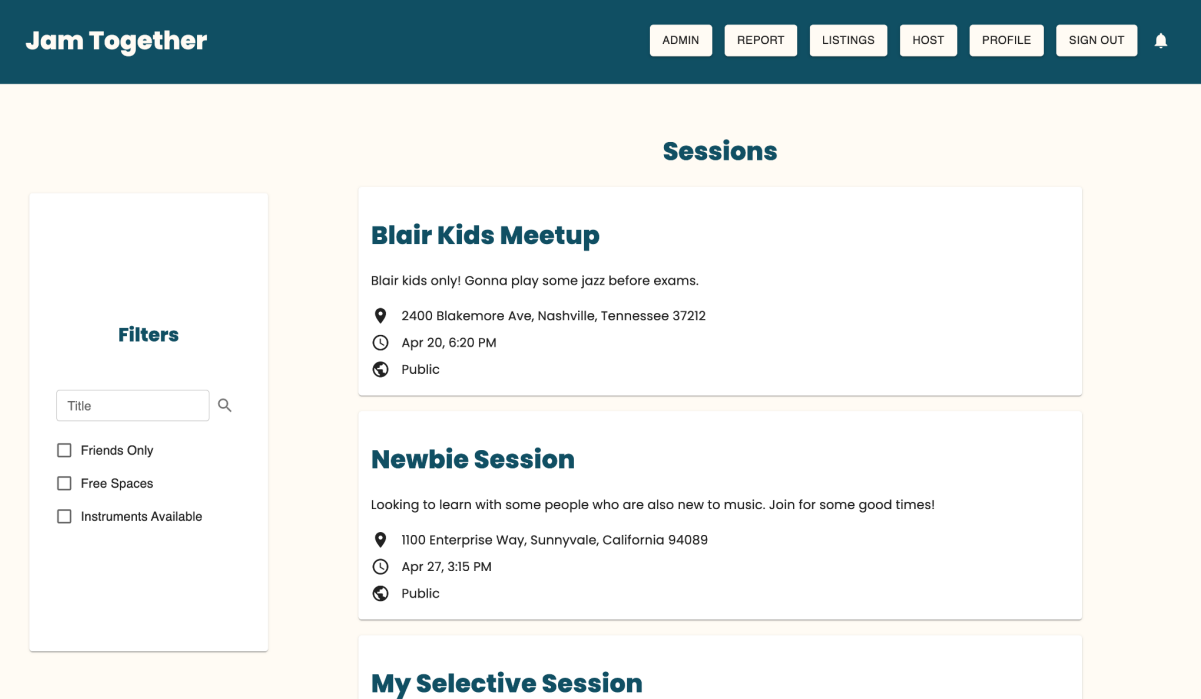 Jam Together
ADMIN
REPORT
LISTINGS
HOST
PROFILE
SIGN OUT
Sessions
Filters
Title
Friends Only
Free Spaces
Instruments Available
Blair Kids Meetup
Blair kids only! Gonna play some jazz before exams.
2400 Blakemore Ave, Nashville, Tennessee 37212
Apr 20, 6:20 PM
Public
Newbie Session
Looking to learn with some people who are also new to music. Join for some good times!
1100 Enterprise Way, Sunnyvale, California 94089
Apr 27, 3:15 PM
Public
My Selective Session